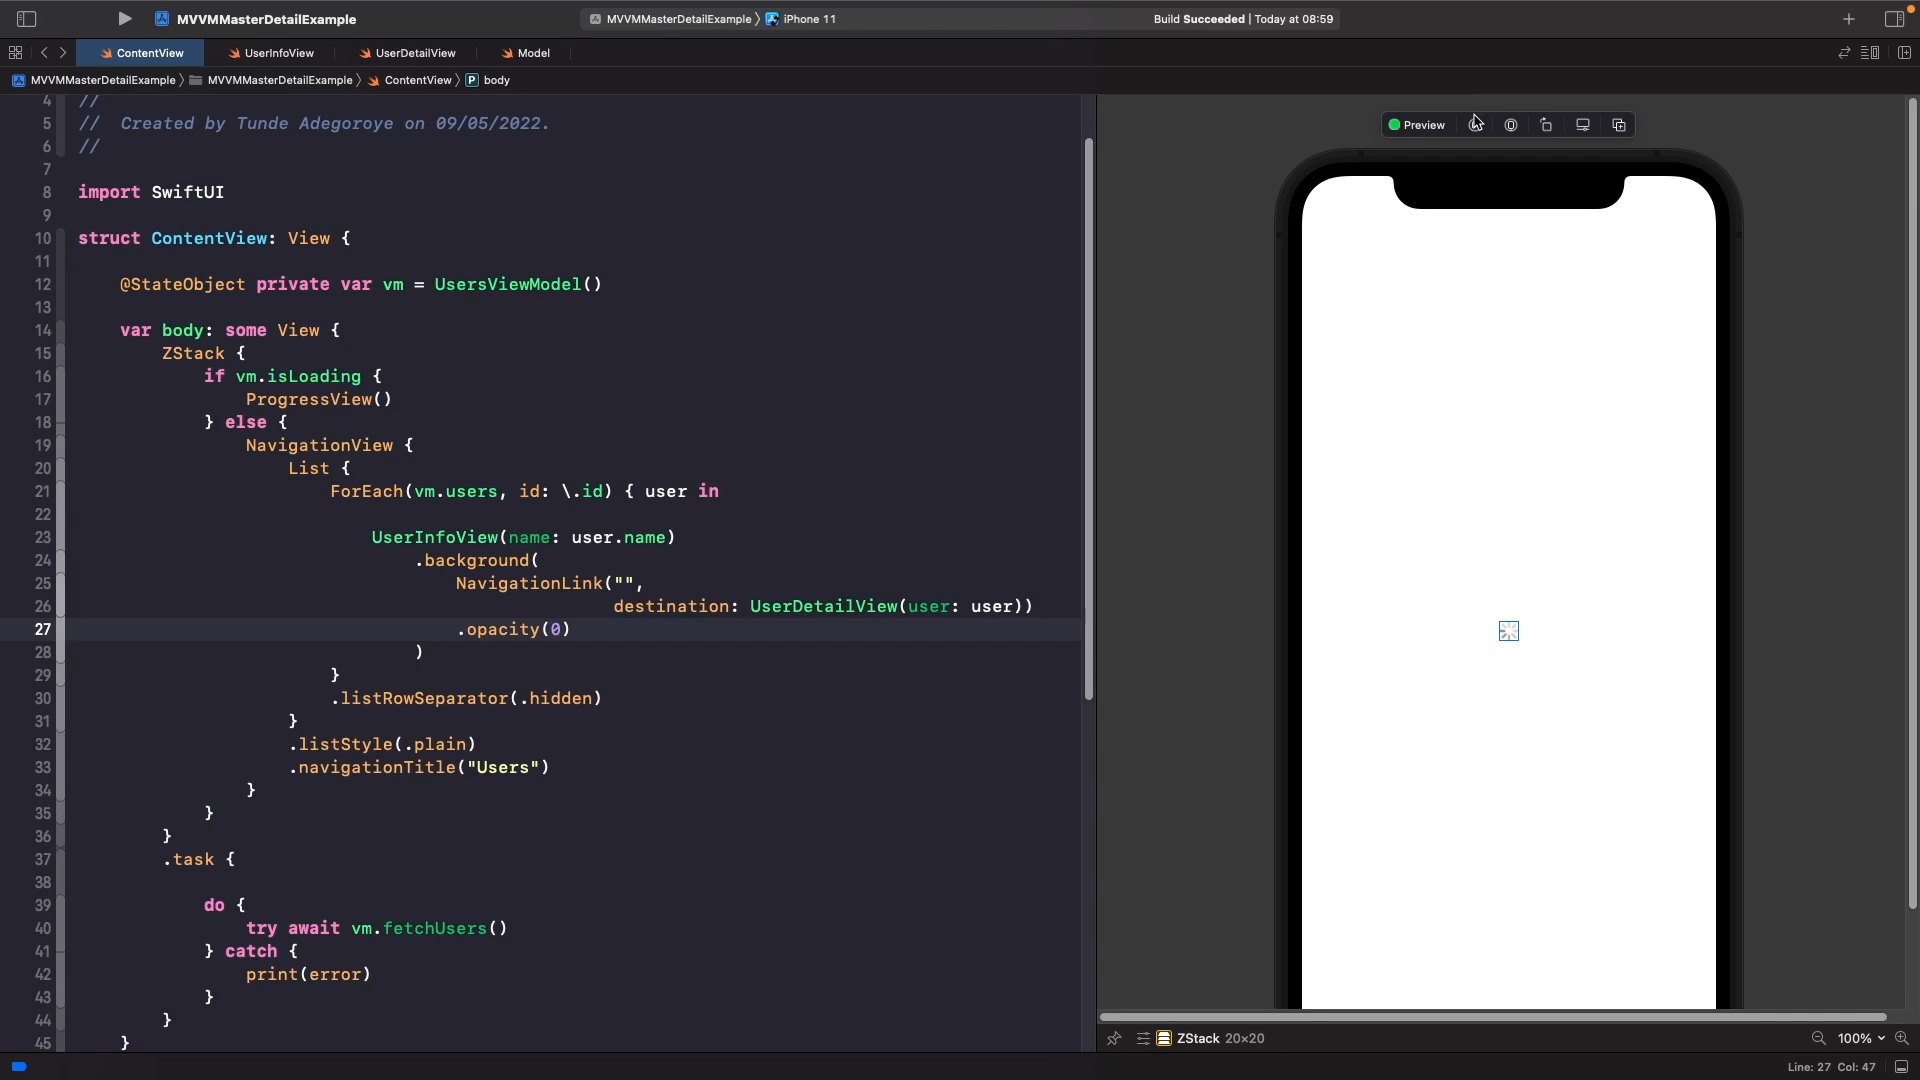 MVVMMasterDetailExample
MVVMMasterDetailExample 〉 iPhone 11
Build Succeeded | Today at 08:59
ContentView
UserInfoView
UserDetailView
Model
MVVMMasterDetailExample 〉 MVVMMasterDetailExample 〉 ContentView 〉 P body
4 //
5 //  Created by Tunde Adegoroye on 09/05/2022.
6 //
7
8 import SwiftUI
9
10 struct ContentView: View {
11
12     @StateObject private var vm = UsersViewModel()
13
14     var body: some View {
15         ZStack {
16             if vm.isLoading {
17                 ProgressView()
18             } else {
19                 NavigationView {
20                     List {
21                         ForEach(vm.users, id: \.id) { user in
22
23                             UserInfoView(name: user.name)
24                                 .background(
25                                     NavigationLink("",
26                                                    destination: UserDetailView(user: user))
27                                     .opacity(0)
28                                 )
29                         }
30                         .listRowSeparator(.hidden)
31                     }
32                     .listStyle(.plain)
33                     .navigationTitle("Users")
34                 }
35             }
36         }
37         .task {
38
39             do {
40                 try await vm.fetchUsers()
41             } catch {
42                 print(error)
43             }
44         }
45     }
Preview
ZStack 20×20
100%
Line: 27 Col: 47